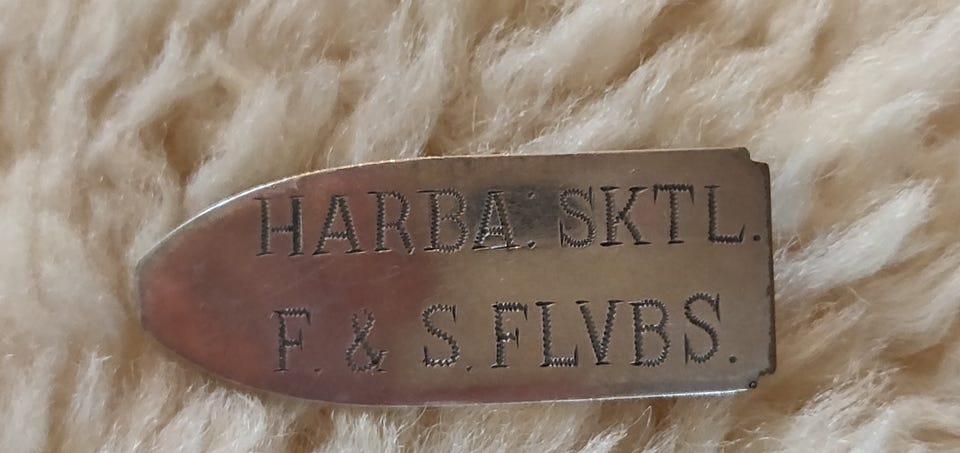 HARBA. SKTL.
F. & S. FLVBS.